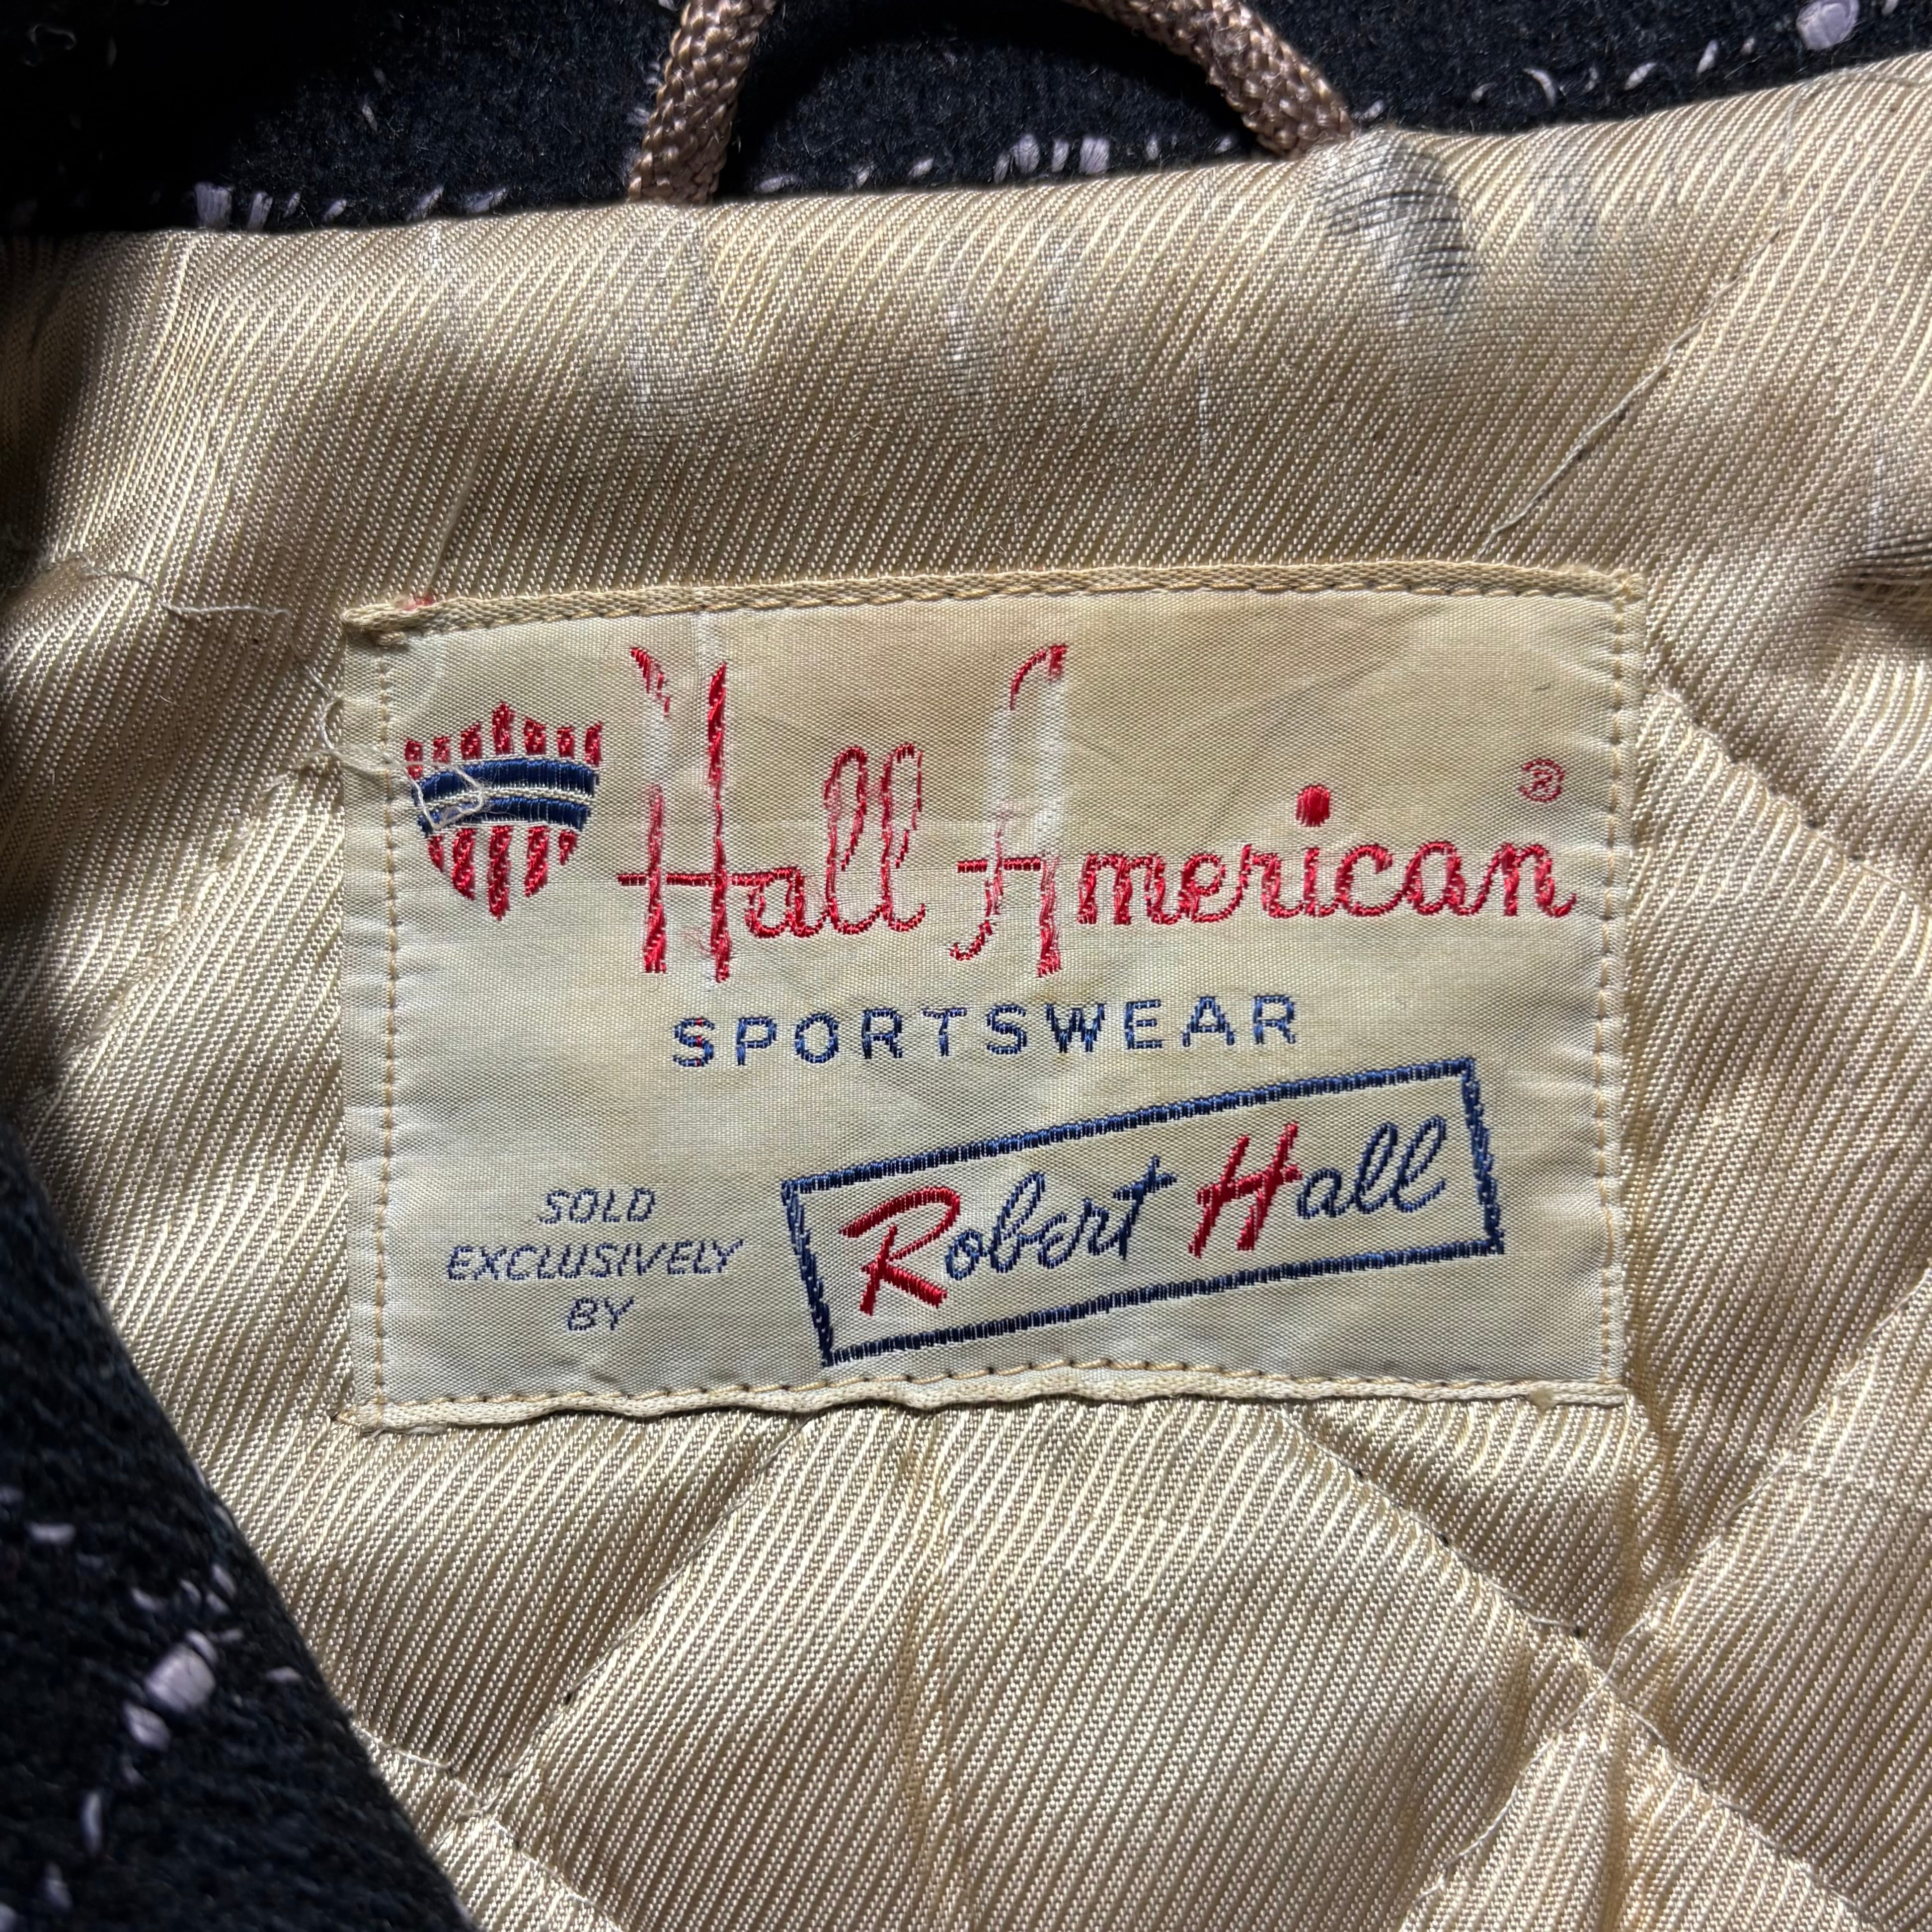 Hall American ®
SPORTSWEAR
SOLD
EXCLUSIVELY
BY
Robert Hall